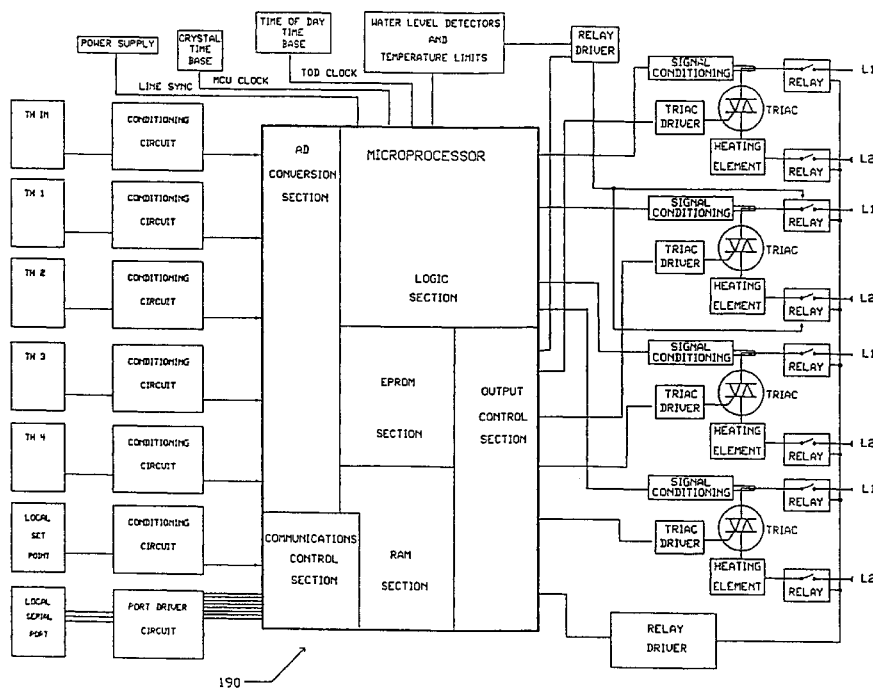 POWER SUPPLY
CRYSTAL
TIME
BASE
TIME OF DAY
TIME
BASE
WATER LEVEL DETECTORS
AND
TEMPERATURE LIMITS
RELAY
DRIVER
LINE SYNC
MCU CLOCK
TOD CLOCK
TH IN
CONDITIONING
CIRCUIT
TH 1
CONDITIONING
CIRCUIT
TH 2
CONDITIONING
CIRCUIT
TH 3
CONDITIONING
CIRCUIT
TH 4
CONDITIONING
CIRCUIT
LOCAL
SET
POINT
CONDITIONING
CIRCUIT
LOCAL
SERIAL
PORT
PORT DRIVER
CIRCUIT
AD
CONVERSION
SECTION
MICROPROCESSOR
LOGIC
SECTION
EPROM
SECTION
OUTPUT
CONTROL
SECTION
COMMUNICATIONS
CONTROL
SECTION
RAM
SECTION
SIGNAL
CONDITIONING
RELAY
L1
TRIAC
DRIVER
TRIAC
HEATING
ELEMENT
RELAY
L2
SIGNAL
CONDITIONING
RELAY
L1
TRIAC
DRIVER
TRIAC
HEATING
ELEMENT
RELAY
L2
SIGNAL
CONDITIONING
RELAY
L1
TRIAC
DRIVER
TRIAC
HEATING
ELEMENT
RELAY
L2
SIGNAL
CONDITIONING
RELAY
L1
TRIAC
DRIVER
TRIAC
HEATING
ELEMENT
RELAY
L2
RELAY
DRIVER
190